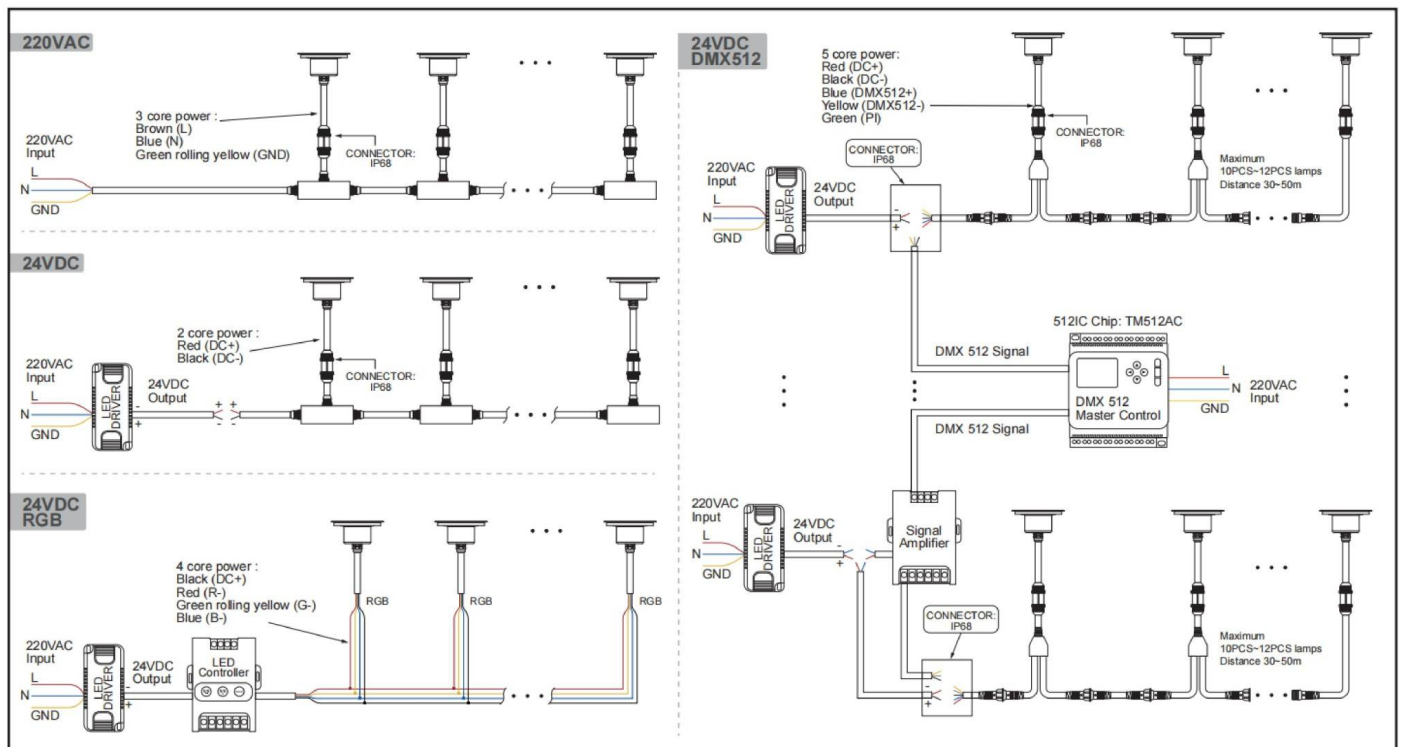 220VAC
3 core power :
Brown (L)
Blue (N)
Green rolling yellow (GND)
220VAC
Input
L
N
GND
CONNECTOR:
IP68
24VDC
2 core power :
Red (DC+)
Black (DC-)
220VAC
Input
L
N
GND
LED
DRIVER
24VDC
Output
-
+
+ +
- -
CONNECTOR:
IP68
24VDC
RGB
4 core power :
Black (DC+)
Red (R-)
Green rolling yellow (G-)
Blue (B-)
RGB
RGB
RGB
220VAC
Input
L
N
GND
LED
DRIVER
24VDC
Output
-
+
LED
Controller
24VDC
DMX512
5 core power:
Red (DC+)
Black (DC-)
Blue (DMX512+)
Yellow (DMX512-)
Green (PI)
CONNECTOR:
IP68
CONNECTOR:
IP68
220VAC
Input
L
N
GND
LED
DRIVER
24VDC
Output
-
+
Maximum
10PCS~12PCS lamps
Distance 30~50m
512IC Chip: TM512AC
DMX 512 Signal
DMX 512
Master Control
L
N
GND
220VAC
Input
DMX 512 Signal
220VAC
Input
L
N
GND
LED
DRIVER
24VDC
Output
-
+
Signal
Amplifier
CONNECTOR:
IP68
-
+
Maximum
10PCS~12PCS lamps
Distance 30~50m